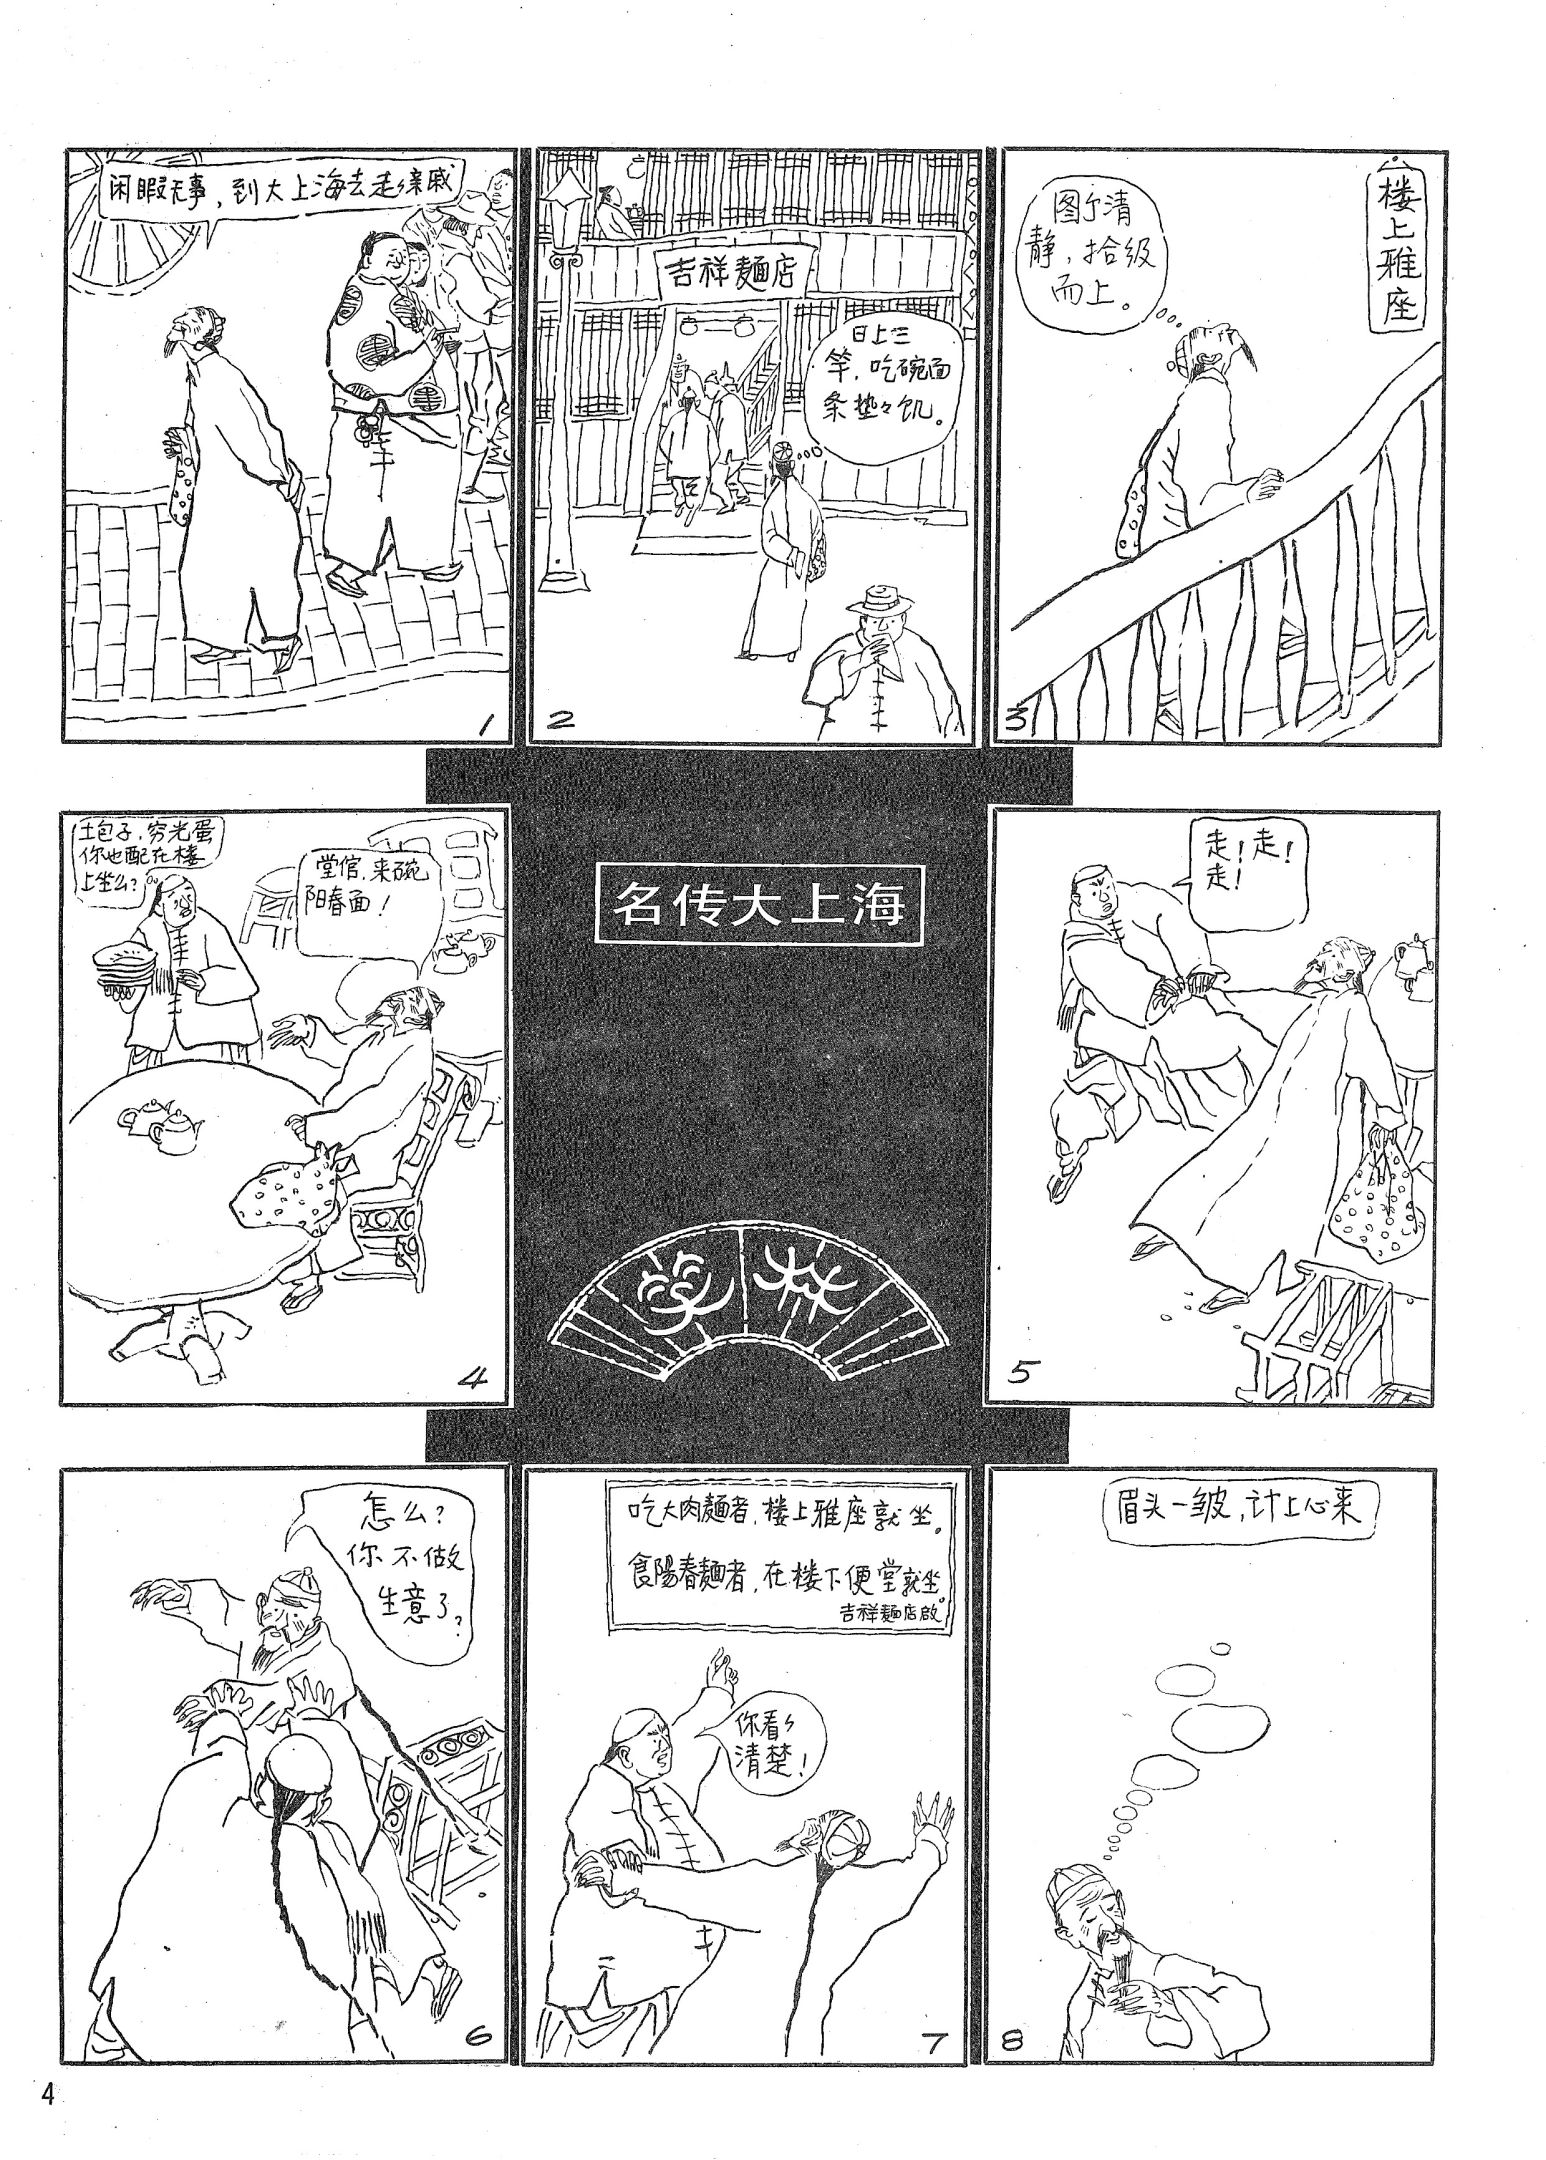 闲暇无事，到大上海去走々亲戚
1
吉祥麵店
日上三
竿，吃碗面
条垫々饥。
2
楼上雅座
图个清
静，拾级
而上。
3
土包子，穷光蛋
你也配在楼
上坐么？
堂倌，来碗
阳春面！
4
名传大上海
笑林
走！走！
走！
5
怎么？
你不做
生意了？
6
吃大肉麵者，楼上雅座就坐。
食陽春麵者，在楼下便堂就坐。
吉祥麵店啟
你看々
清楚！
7
眉头一皱，计上心来
8
4